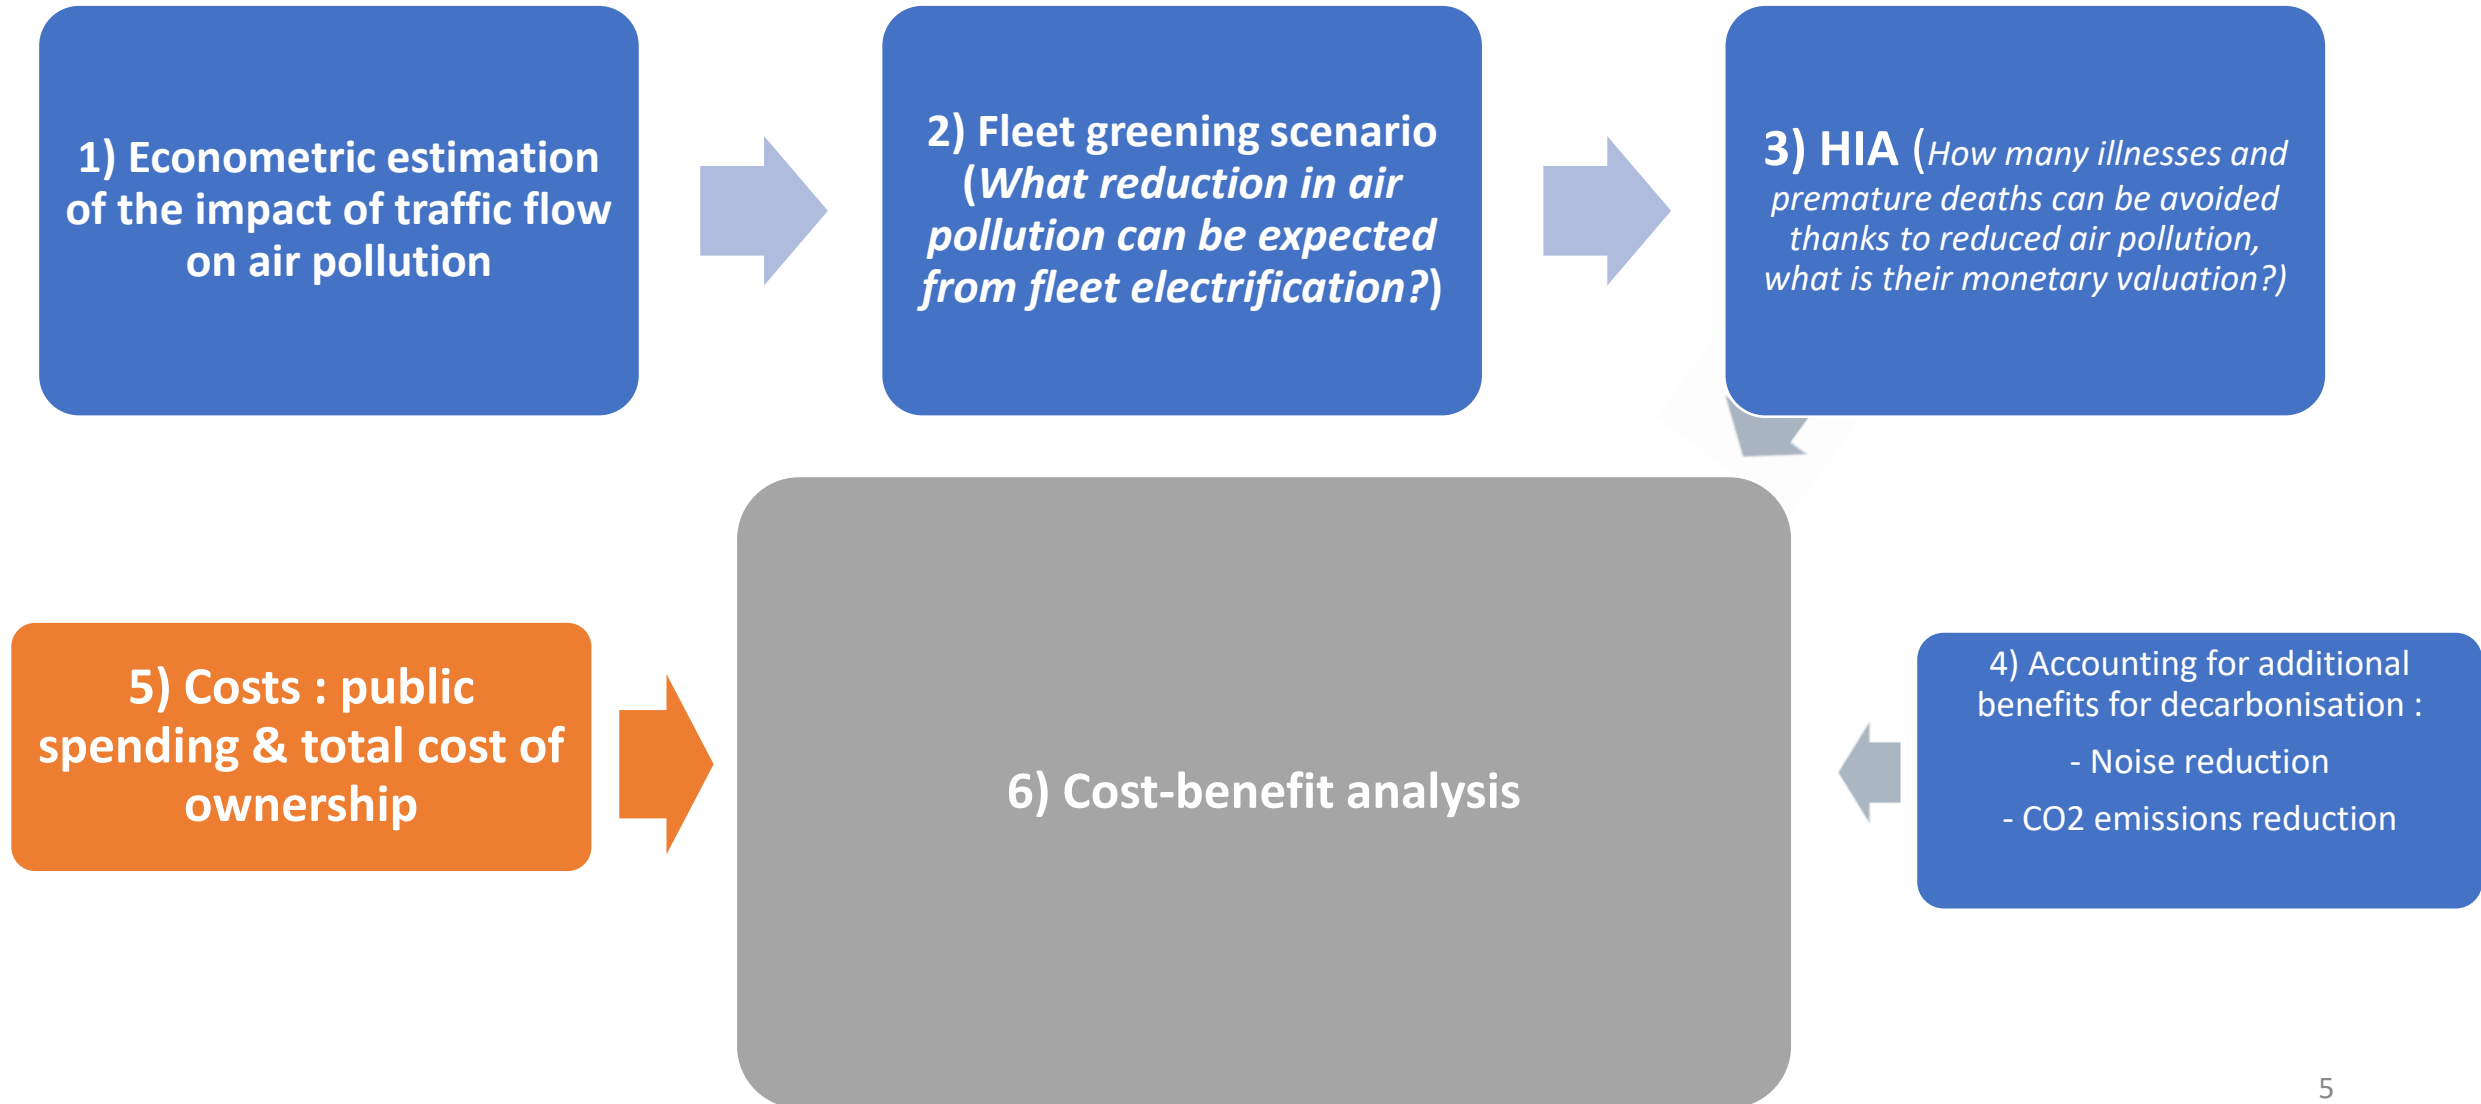 1) Econometric estimation
of the impact of traffic flow
on air pollution
2) Fleet greening scenario
(What reduction in air
pollution can be expected
from fleet electrification?)
3) HIA (How many illnesses and
premature deaths can be avoided
thanks to reduced air pollution,
what is their monetary valuation?)
5) Costs : public
spending & total cost of
ownership
6) Cost-benefit analysis
4) Accounting for additional
benefits for decarbonisation :
- Noise reduction
- CO2 emissions reduction
5